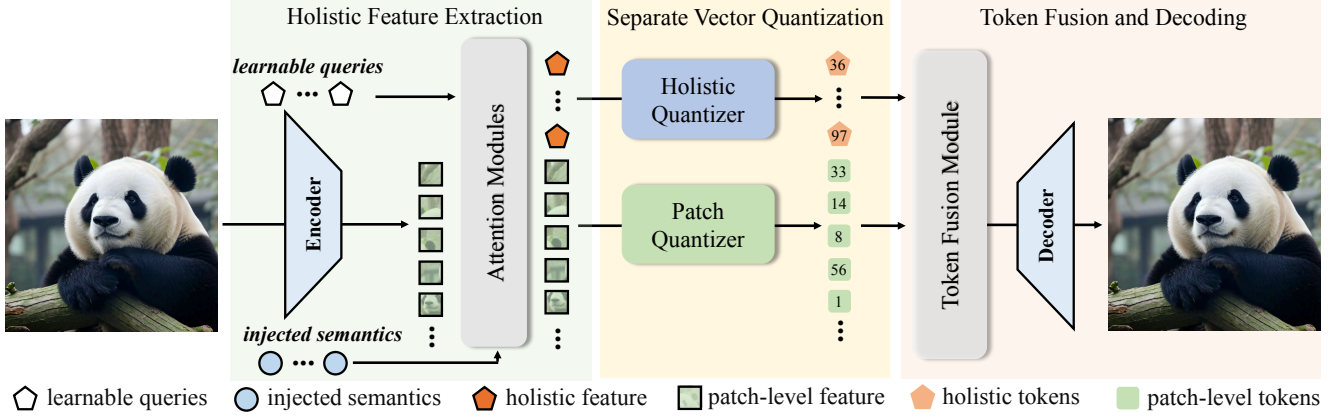 Holistic Feature Extraction
Separate Vector Quantization
Token Fusion and Decoding
learnable queries
Encoder
injected semantics
Attention Modules
Holistic
Quantizer
Patch
Quantizer
36
97
33
14
8
56
1
Token Fusion Module
Decoder
learnable queries
injected semantics
holistic feature
patch-level feature
holistic tokens
patch-level tokens